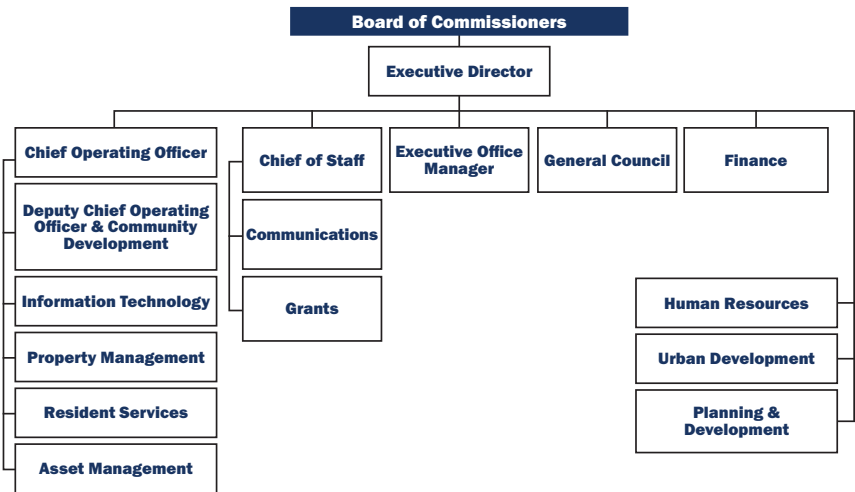 Board of Commissioners
Executive Director
Chief Operating Officer
Deputy Chief Operating
Officer & Community
Development
Information Technology
Property Management
Resident Services
Asset Management
Chief of Staff
Communications
Grants
Executive Office
Manager
General Council
Finance
Human Resources
Urban Development
Planning &
Development